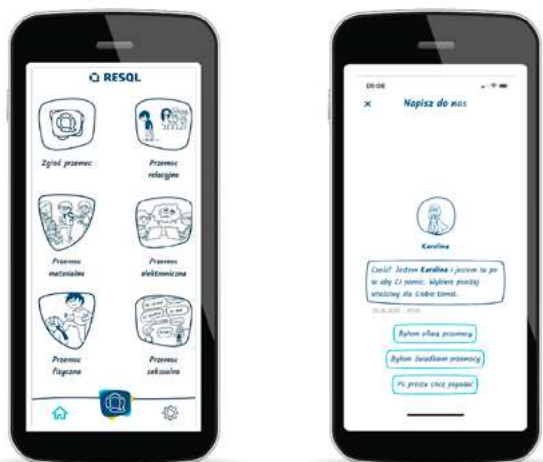 RESQL
Zgłoś przemoc
Przemoc
relacyjna
Przemoc
materialna
Przemoc
elektroniczna
Przemoc
fizyczna
Przemoc
seksualna
Napisz do nas
Karolina
Cześć! Jestem Karolina i jestem tu po
to aby Ci pomóc. Wybierz poniżej
właściwy dla Ciebie temat.
Byłem ofiarą przemocy
Byłem świadkiem przemocy
Po prostu chcę pogadać